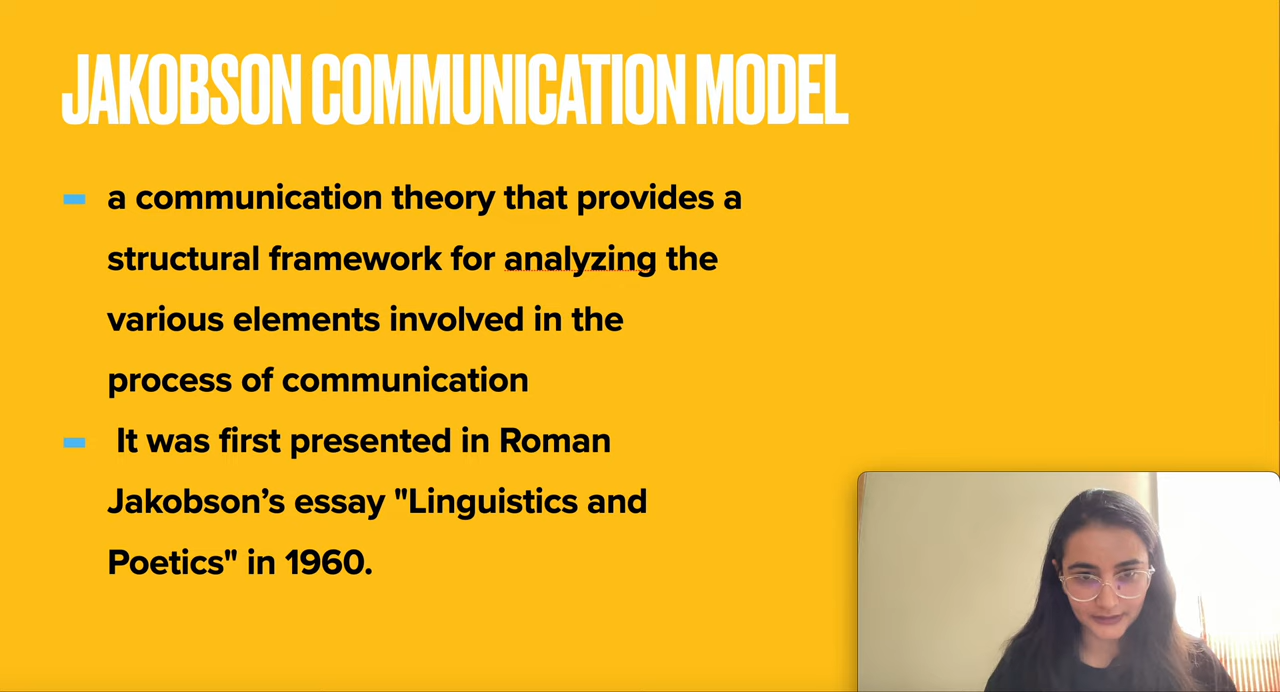 JAKOBSON COMMUNICATION MODEL
a communication theory that provides a
structural framework for analyzing the
various elements involved in the
process of communication
It was first presented in Roman
Jakobson’s essay "Linguistics and
Poetics" in 1960.